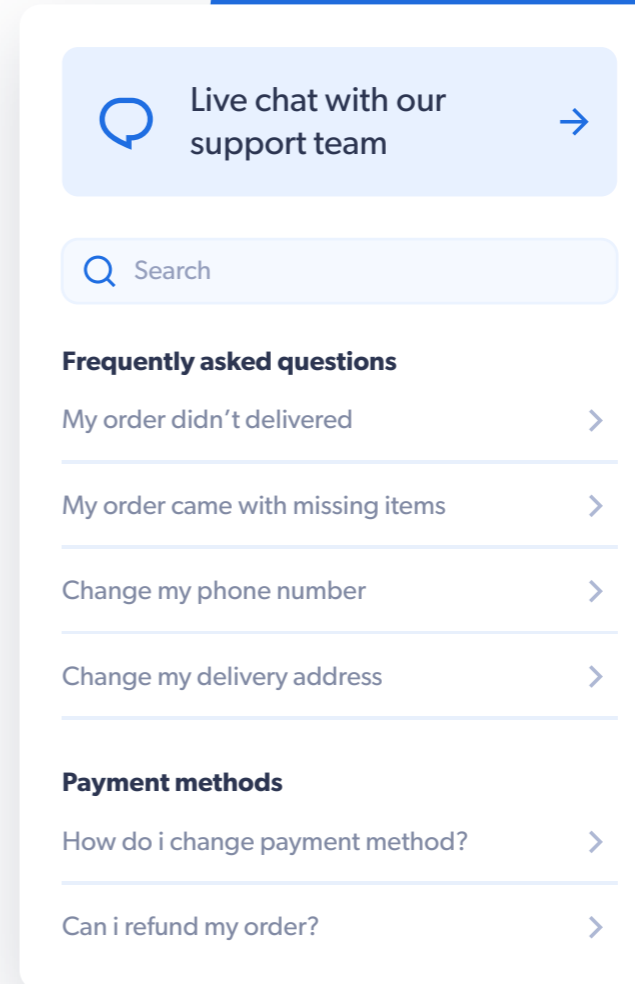 Live chat with our
support team
Search
Frequently asked questions
My order didn’t delivered
My order came with missing items
Change my phone number
Change my delivery address
Payment methods
How do i change payment method?
Can i refund my order?